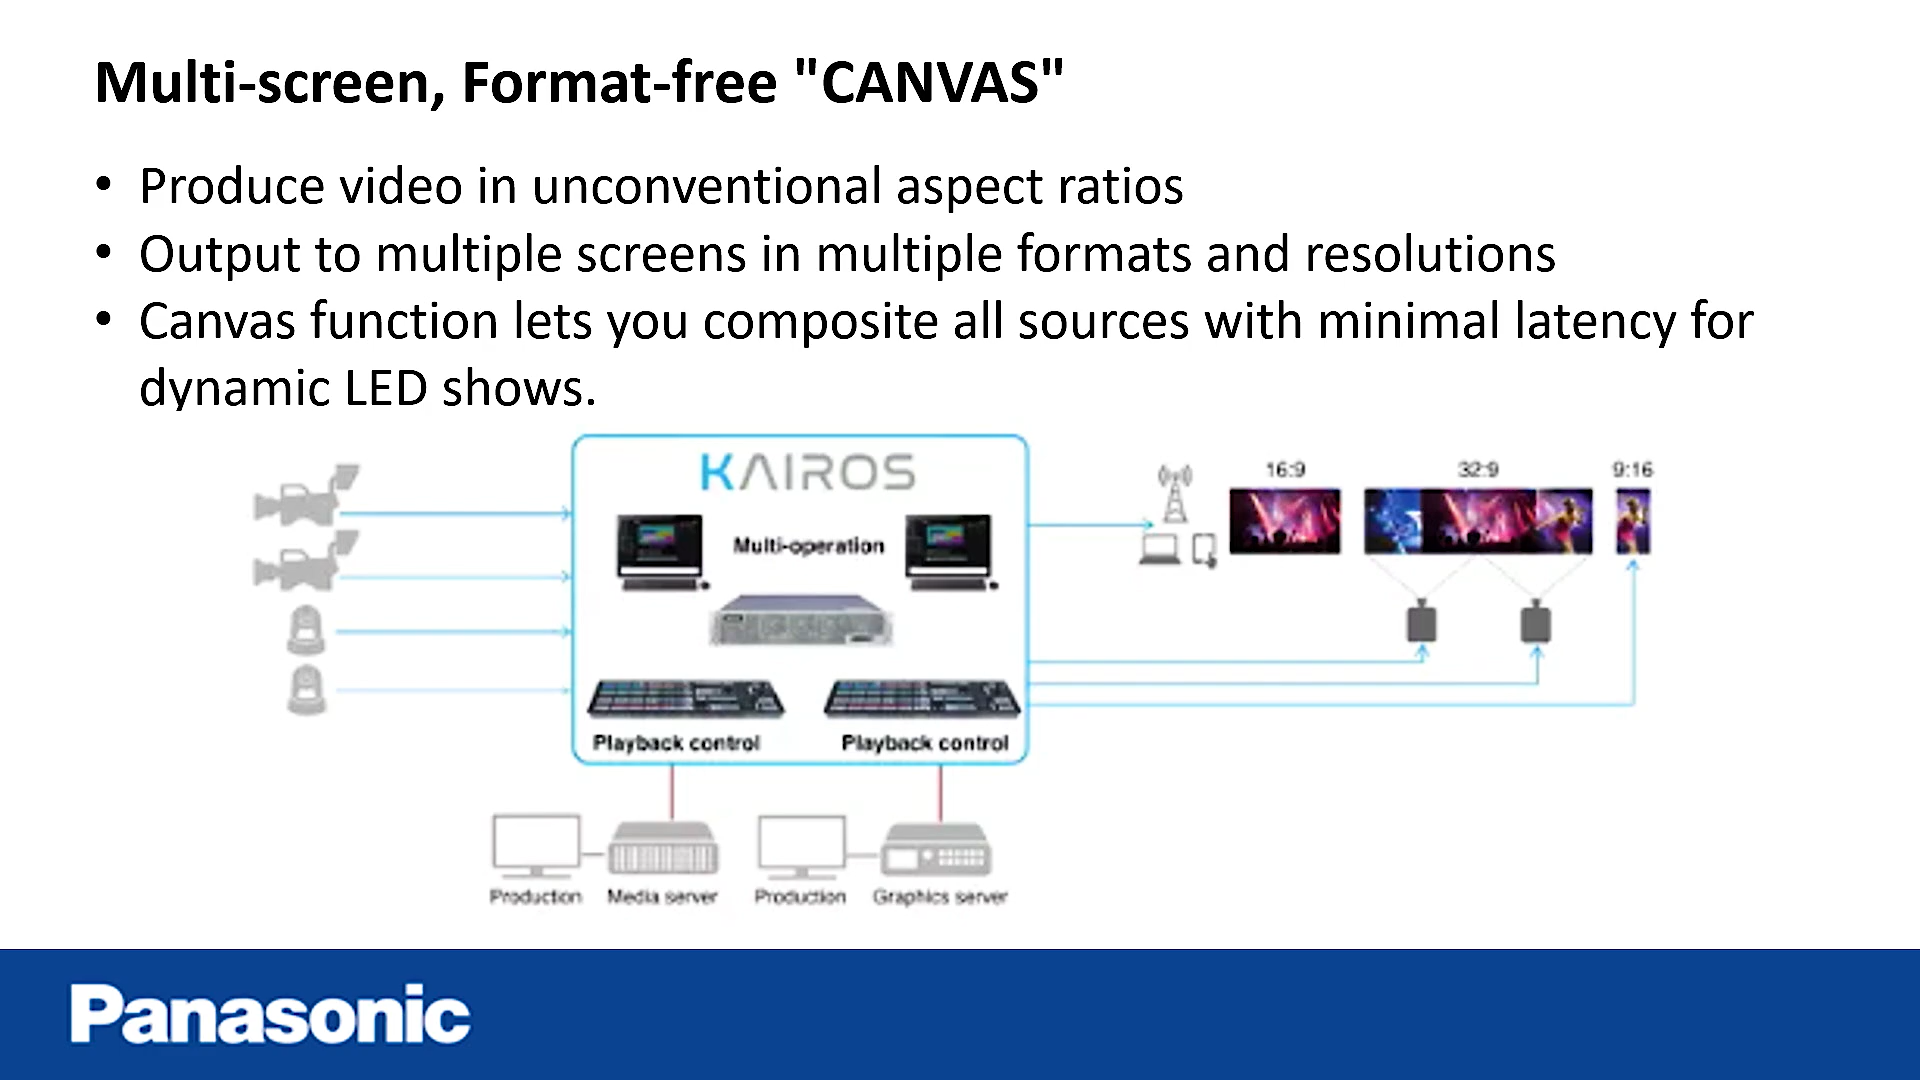 Multi-screen, Format-free "CANVAS"
• Produce video in unconventional aspect ratios
• Output to multiple screens in multiple formats and resolutions
• Canvas function lets you composite all sources with minimal latency for
dynamic LED shows.
KAIROS
16:9
32:9
9:16
Multi-operation
Playback control
Playback control
Production
Media server
Production
Graphics server
Panasonic